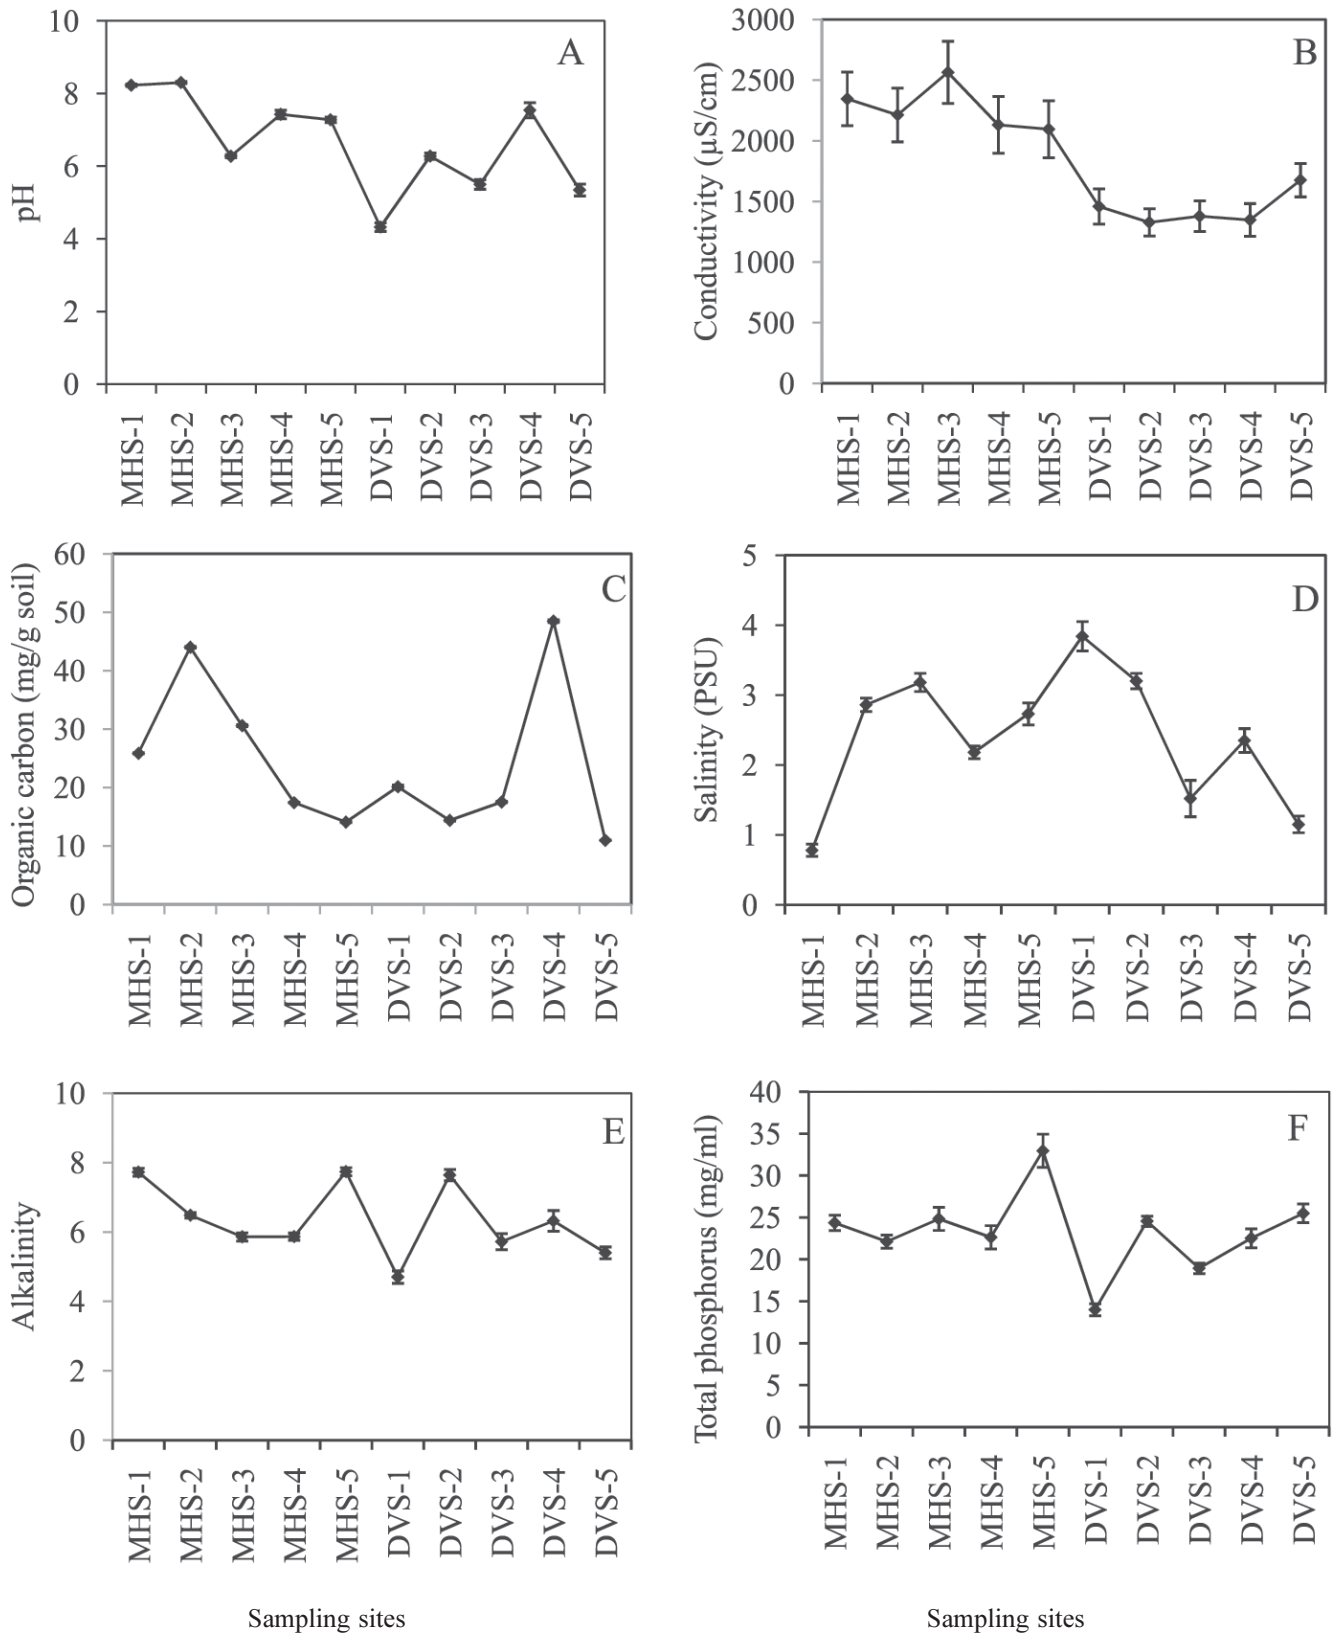 A
pH
10
8
6
4
2
0
MHS-1
MHS-2
MHS-3
MHS-4
MHS-5
DVS-1
DVS-2
DVS-3
DVS-4
DVS-5
B
Conductivity (µS/cm)
3000
2500
2000
1500
1000
500
0
MHS-1
MHS-2
MHS-3
MHS-4
MHS-5
DVS-1
DVS-2
DVS-3
DVS-4
DVS-5
C
Organic carbon (mg/g soil)
60
50
40
30
20
10
0
MHS-1
MHS-2
MHS-3
MHS-4
MHS-5
DVS-1
DVS-2
DVS-3
DVS-4
DVS-5
D
Salinity (PSU)
5
4
3
2
1
0
MHS-1
MHS-2
MHS-3
MHS-4
MHS-5
DVS-1
DVS-2
DVS-3
DVS-4
DVS-5
E
Alkalinity
10
8
6
4
2
0
MHS-1
MHS-2
MHS-3
MHS-4
MHS-5
DVS-1
DVS-2
DVS-3
DVS-4
DVS-5
Sampling sites
F
Total phosphorus (mg/ml)
40
35
30
25
20
15
10
5
0
MHS-1
MHS-2
MHS-3
MHS-4
MHS-5
DVS-1
DVS-2
DVS-3
DVS-4
DVS-5
Sampling sites